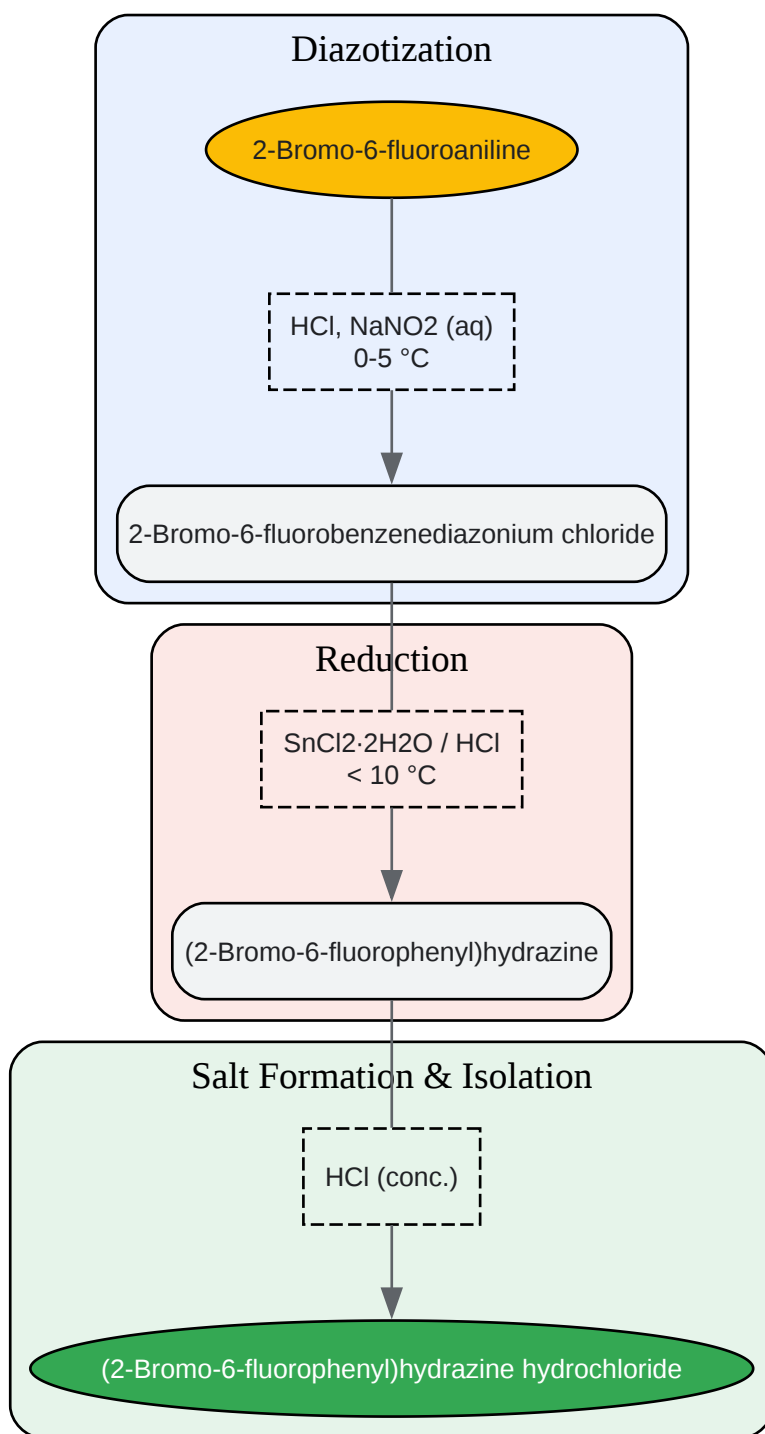 Diazotization
2-Bromo-6-fluoroaniline
HCl, NaNO2 (aq)
0-5 °C
2-Bromo-6-fluorobenzenediazonium chloride
Reduction
SnCl2·2H2O / HCl
< 10 °C
(2-Bromo-6-fluorophenyl)hydrazine
Salt Formation & Isolation
HCl (conc.)
(2-Bromo-6-fluorophenyl)hydrazine hydrochloride